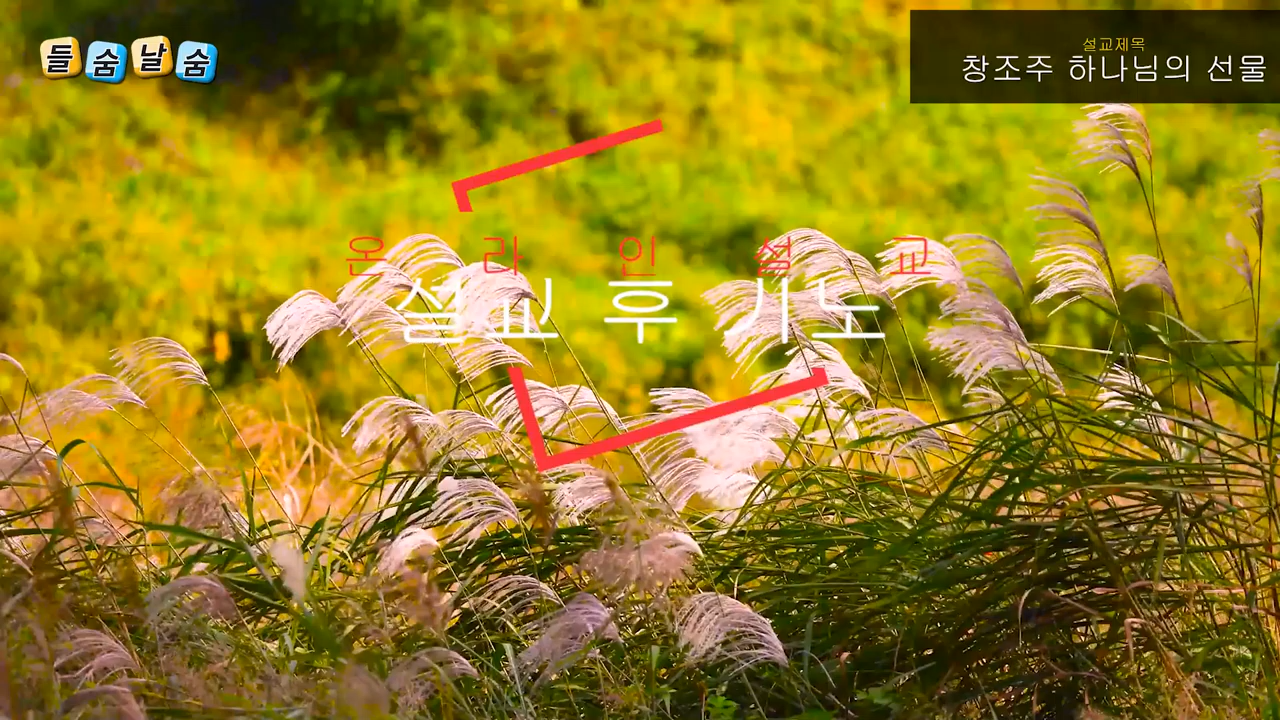 들숨날숨
설교제목
창조주 하나님의 선물
온라인설교
설교 후 기도